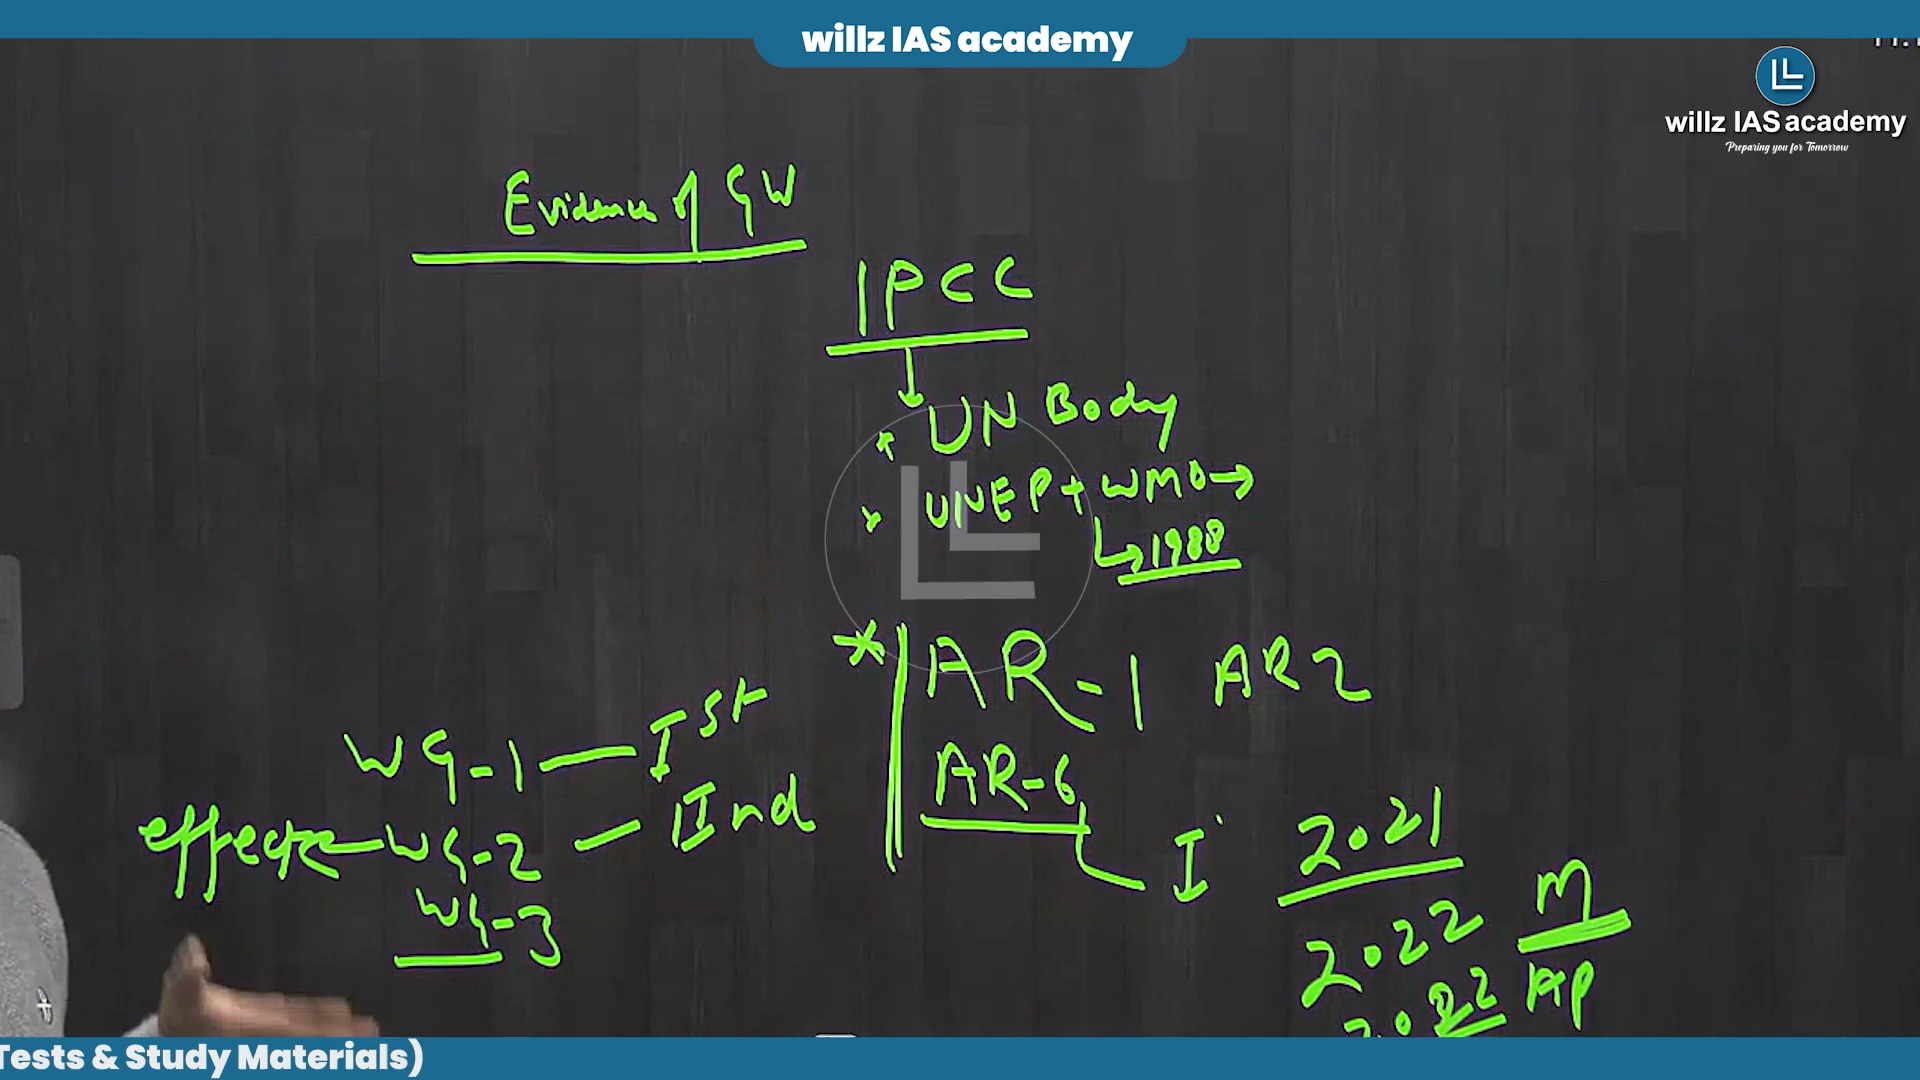 willz IAS academy
willz IAS academy
Preparing you for Tomorrow
Evidence of GW
IPCC
* UN Body
* UNEP + WMO →
↳ 1988
* AR-1 AR2
WG-1 — Ist
AR-6
effects — WG-2 — IInd
I 2021
WG-3
2022 M
2022 AP
Tests & Study Materials)